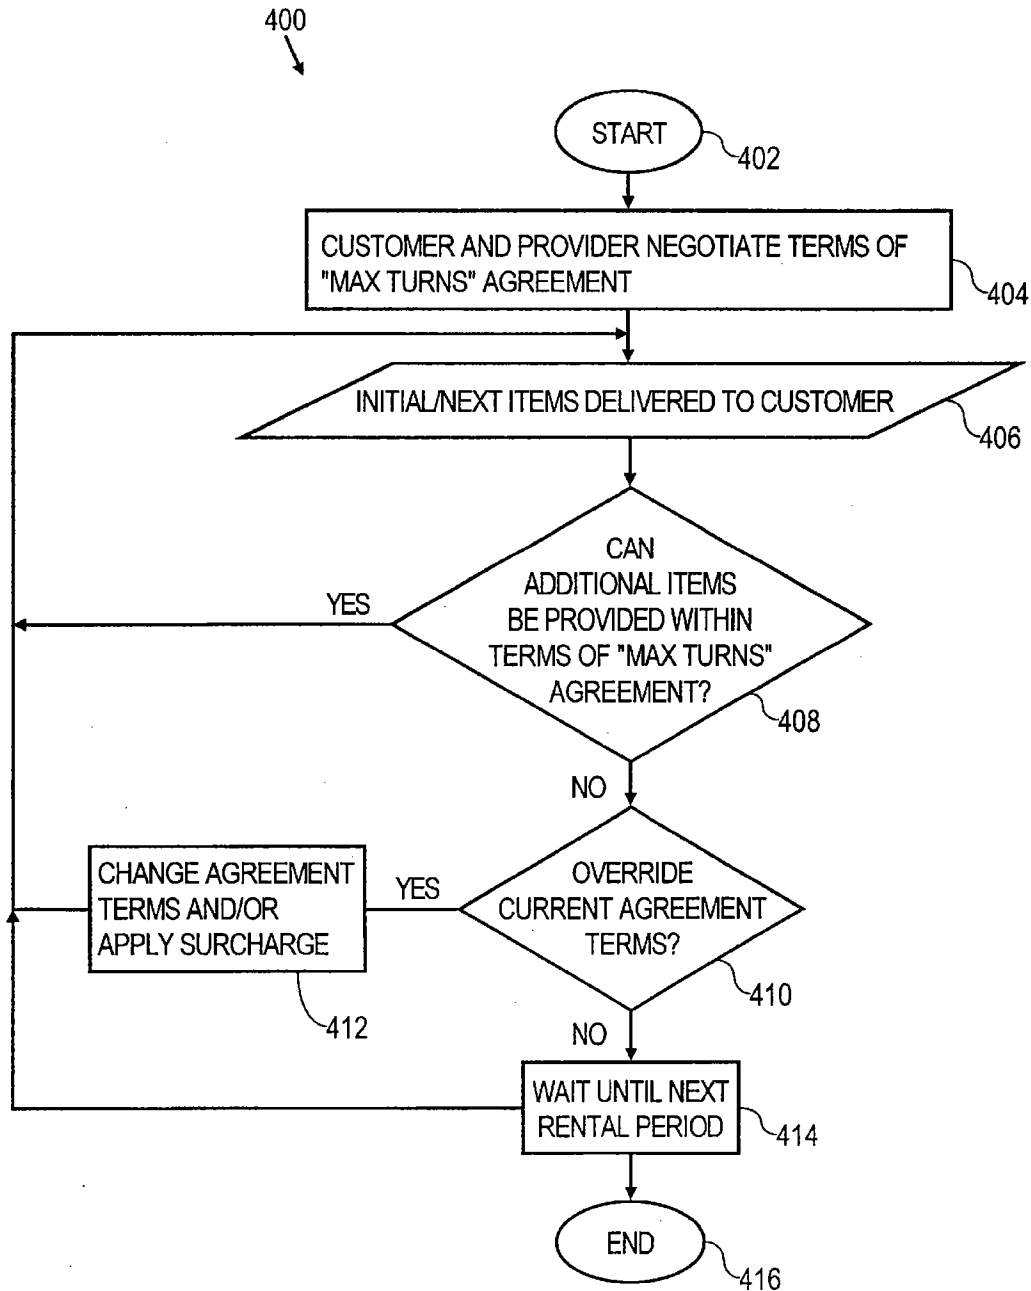 400
START
402
CUSTOMER AND PROVIDER NEGOTIATE TERMS OF
"MAX TURNS" AGREEMENT
404
INITIAL/NEXT ITEMS DELIVERED TO CUSTOMER
406
CAN
ADDITIONAL ITEMS
BE PROVIDED WITHIN
TERMS OF "MAX TURNS"
AGREEMENT?
YES
408
NO
OVERRIDE
CURRENT AGREEMENT
TERMS?
YES
410
CHANGE AGREEMENT
TERMS AND/OR
APPLY SURCHARGE
412
NO
WAIT UNTIL NEXT
RENTAL PERIOD
414
END
416